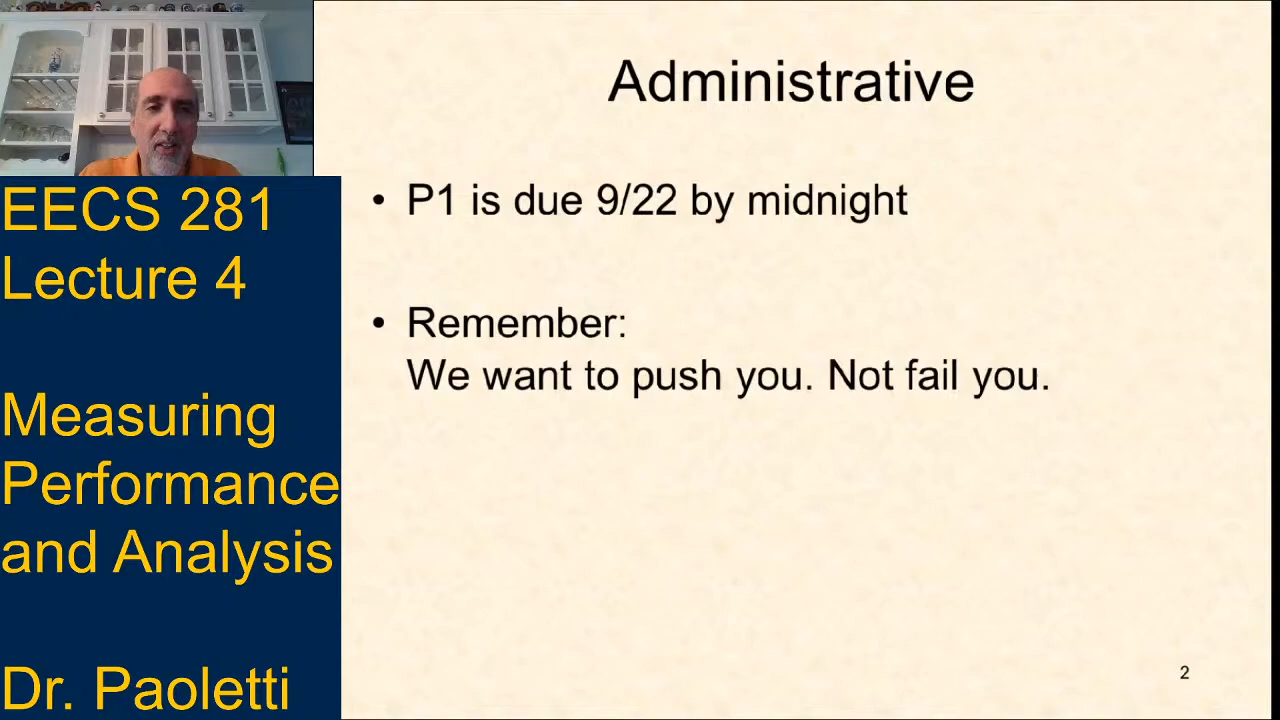 EECS 281
Lecture 4
Measuring
Performance
and Analysis
Dr. Paoletti
Administrative
• P1 is due 9/22 by midnight
• Remember:
We want to push you. Not fail you.
2